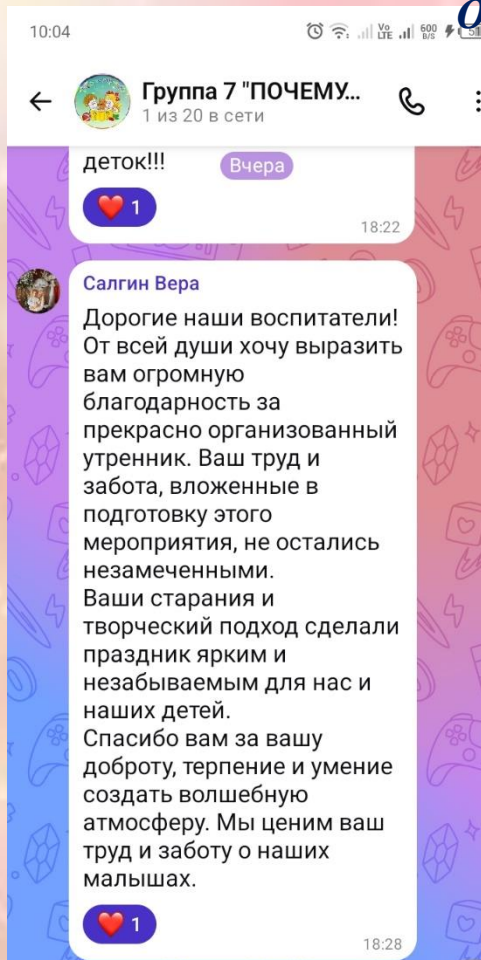 10:04
VO LTE 600 B/S
Группа 7 "ПОЧЕМУ...
1 из 20 в сети
деток!!!
Вчера
1
18:22
Салгин Вера
Дорогие наши воспитатели!
От всей души хочу выразить
вам огромную
благодарность за
прекрасно организованный
утренник. Ваш труд и
забота, вложенные в
подготовку этого
мероприятия, не остались
незамеченными.
Ваши старания и
творческий подход сделали
праздник ярким и
незабываемым для нас и
наших детей.
Спасибо вам за вашу
доброту, терпение и умение
создать волшебную
атмосферу. Мы ценим ваш
труд и заботу о наших
малышах.
1
18:28